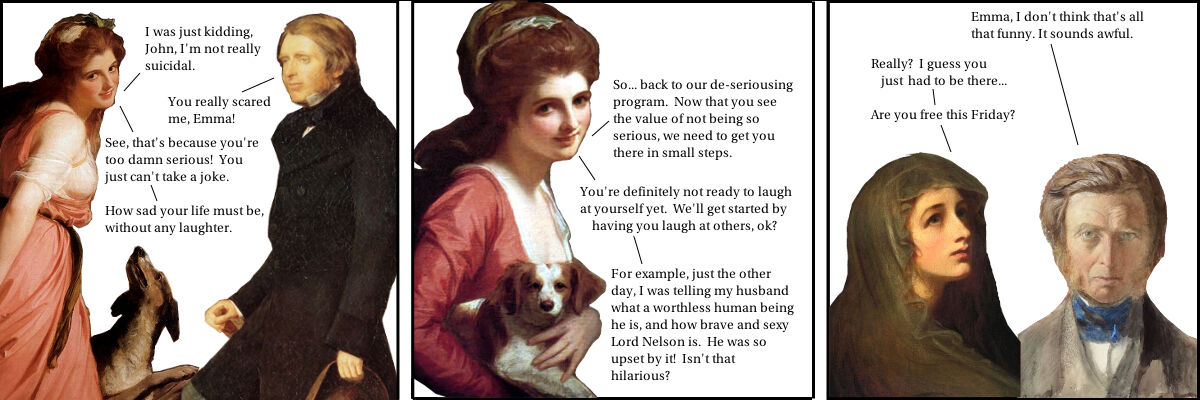 I was just kidding,
John, I'm not really
suicidal.
You really scared
me, Emma!
See, that's because you're
too damn serious! You
just can't take a joke.
How sad your life must be,
without any laughter.
So... back to our de-seriousing
program. Now that you see
the value of not being so
serious, we need to get you
there in small steps.
You're definitely not ready to laugh
at yourself yet. We'll get started by
having you laugh at others, ok?
For example, just the other
day, I was telling my husband
what a worthless human being
he is, and how brave and sexy
Lord Nelson is. He was so
upset by it! Isn't that
hilarious?
Emma, I don't think that's all
that funny. It sounds awful.
Really? I guess you
just had to be there...
Are you free this Friday?